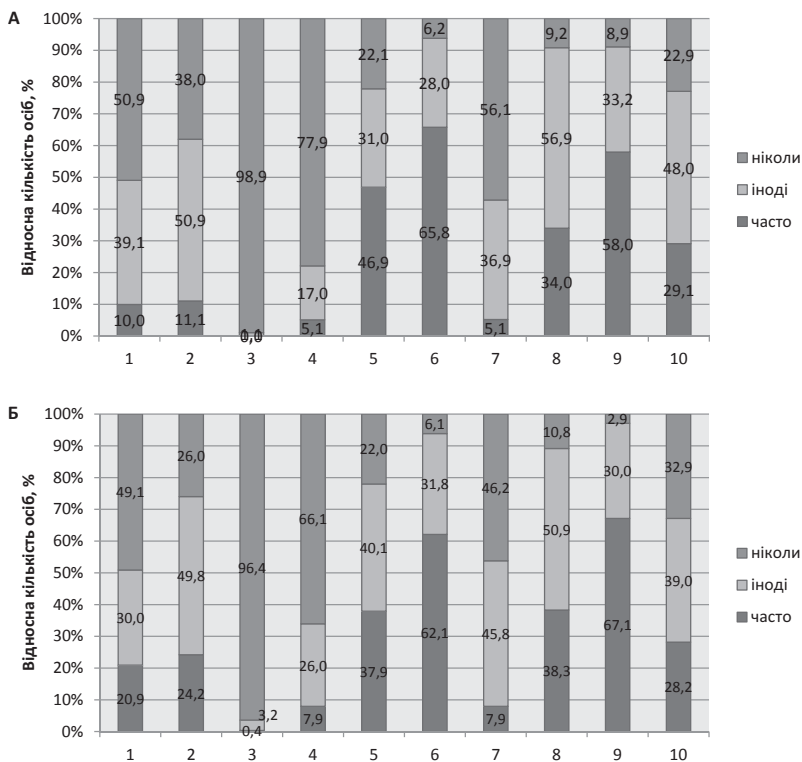 А
Відносна кількість осіб, %
100%
90%
80%
70%
60%
50%
40%
30%
20%
10%
0%
50,9 38,0 98,9 77,9 22,1 6,2 56,1 9,2 8,9 22,9
39,1 50,9 1,1 17,0 31,0 28,0 36,9 56,9 33,2 48,0
10,0 11,1 0,0 5,1 46,9 65,8 5,1 34,0 58,0 29,1
1 2 3 4 5 6 7 8 9 10
ніколи
іноді
часто
Б
Відносна кількість осіб, %
100%
90%
80%
70%
60%
50%
40%
30%
20%
10%
0%
49,1 26,0 96,4 66,1 22,0 6,1 46,2 10,8 2,9 32,9
30,0 49,8 3,2 26,0 40,1 31,8 45,8 50,9 30,0 39,0
20,9 24,2 0,4 7,9 37,9 62,1 7,9 38,3 67,1 28,2
1 2 3 4 5 6 7 8 9 10
ніколи
іноді
часто